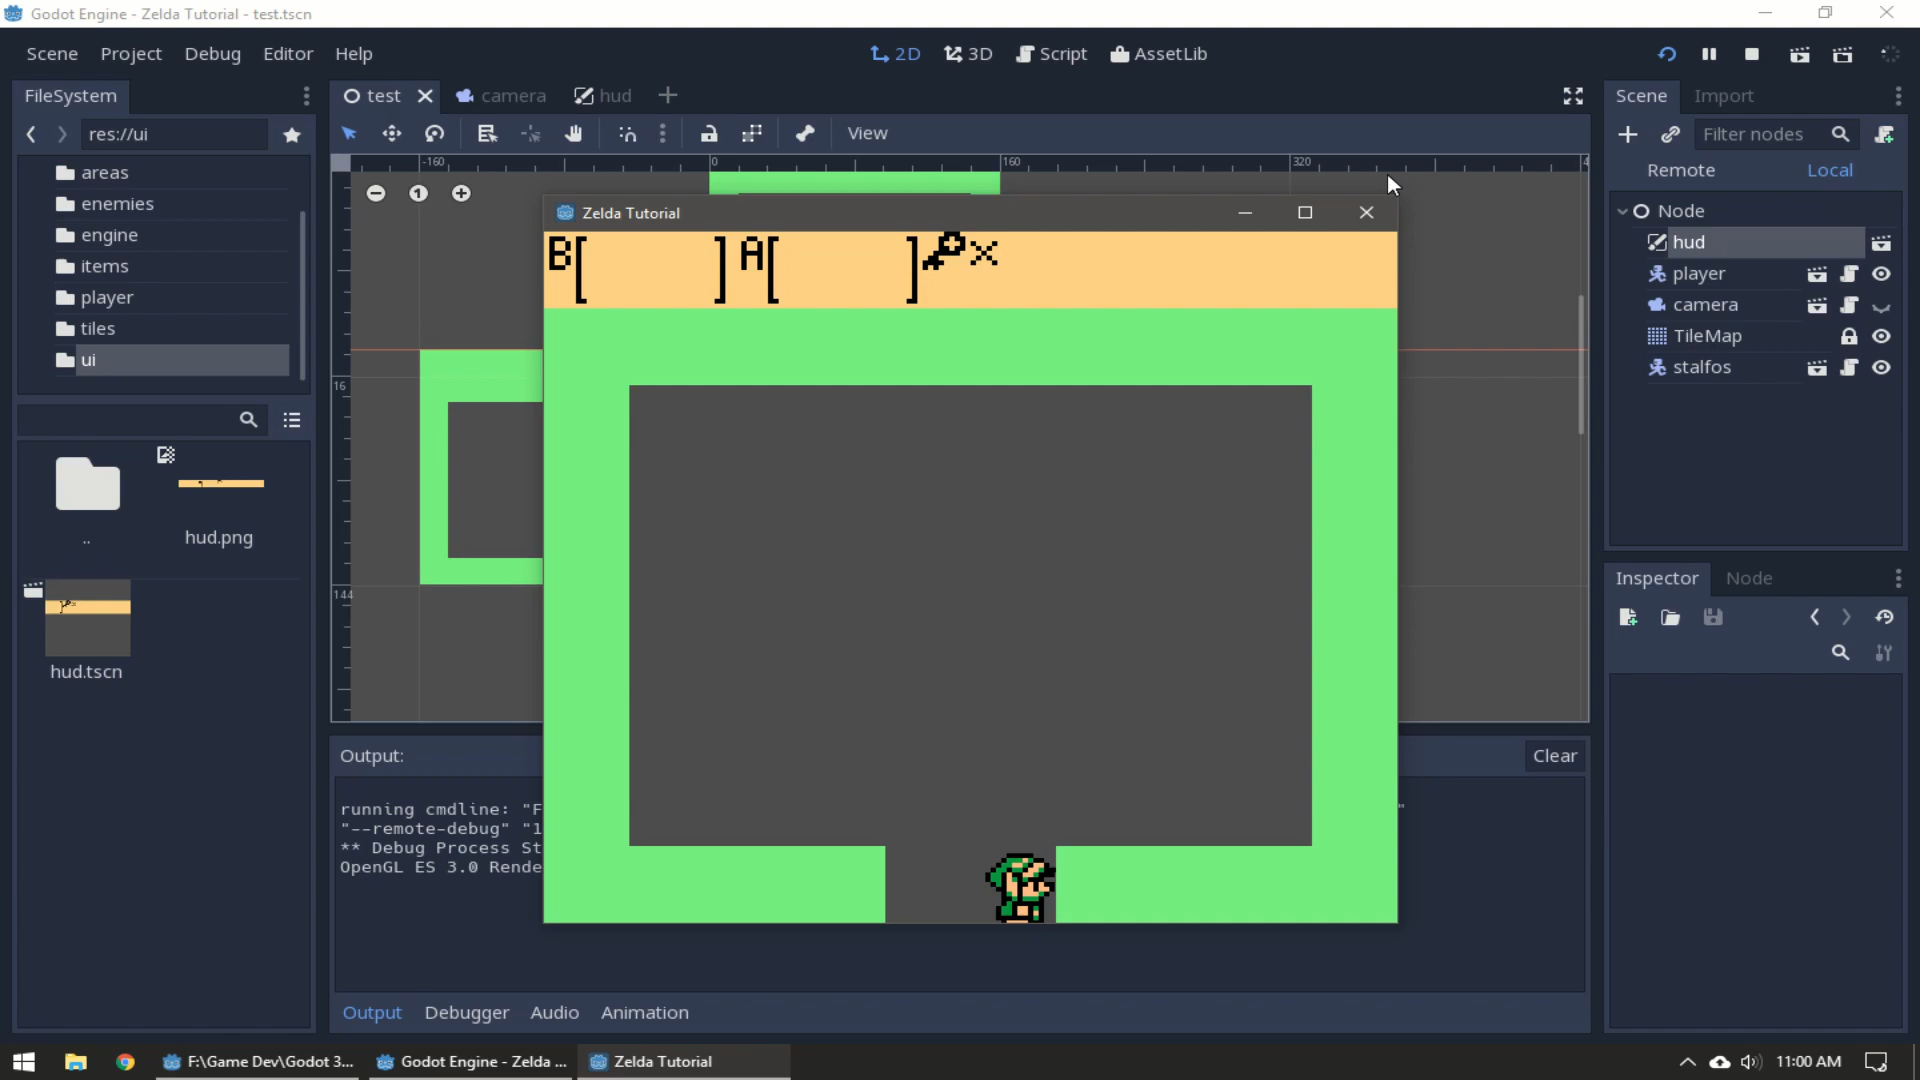 Godot Engine - Zelda Tutorial - test.tscn
Scene Project Debug Editor Help
2D 3D Script AssetLib
FileSystem
test camera hud
Scene Import
res://ui
View
Filter nodes
Remote Local
-160 0 160 320 4
areas
enemies
engine
items
player
tiles
ui
1
Zelda Tutorial
B[ ] A[ ] ×
Node
hud
player
camera
TileMap
stalfos
16
144
..
hud.png
hud.tscn
Inspector Node
Output: Clear
running cmdline: "F "
"--remote-debug" "1
** Debug Process St
OpenGL ES 3.0 Rende
Output Debugger Audio Animation
F:\Game Dev\Godot 3... Godot Engine - Zelda ... Zelda Tutorial 11:00 AM